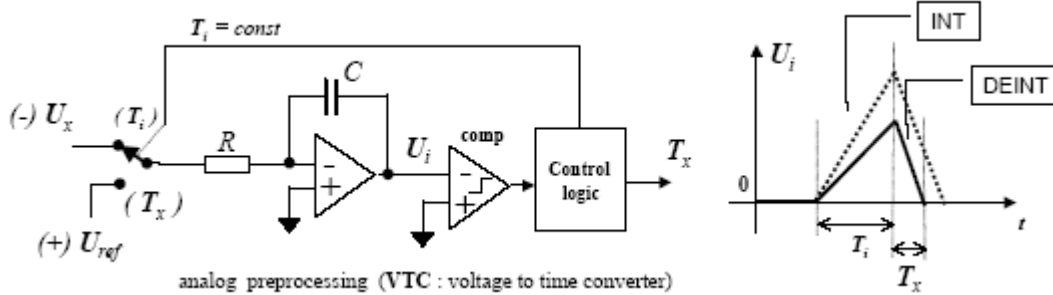 T_i = const
INT
U_i
DEINT
C
(-) U_x
(T_i)
R
comp
U_i
Control
logic
T_x
(T_x)
(+) U_ref
0
T_i
t
T_x
analog preprocessing (VTC : voltage to time converter)